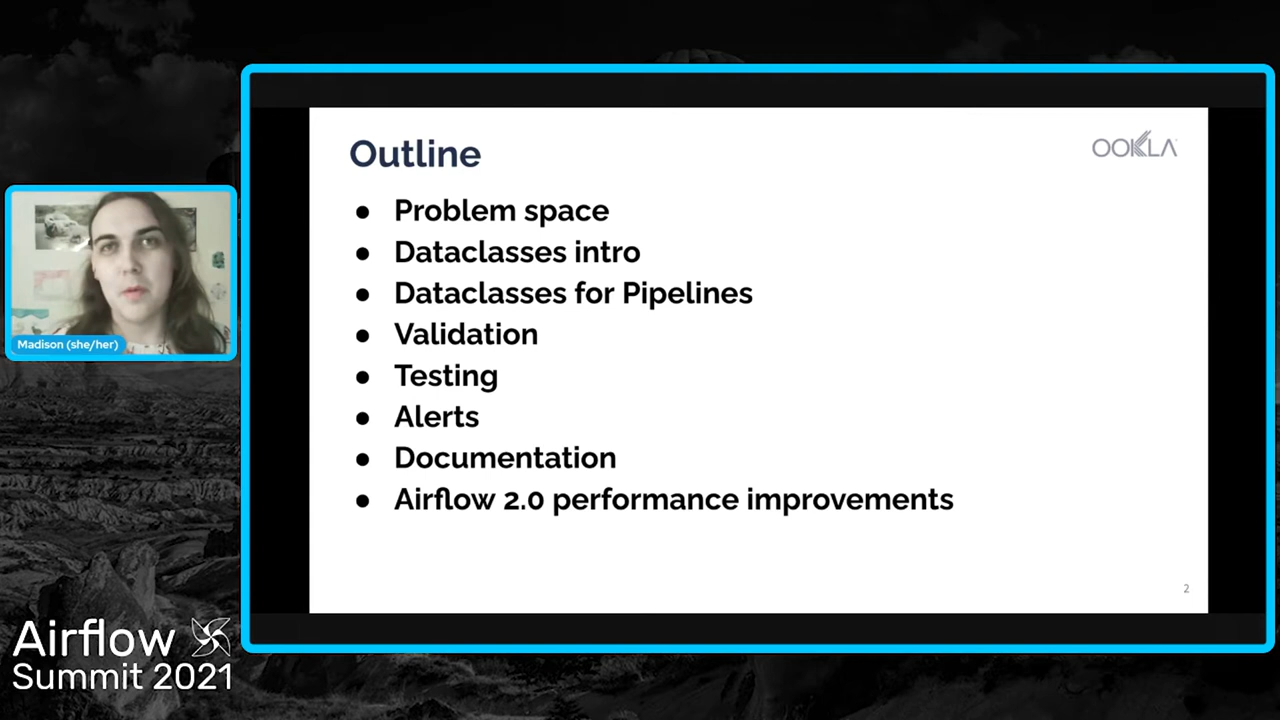 Outline
OOKLA
● Problem space
● Dataclasses intro
● Dataclasses for Pipelines
● Validation
● Testing
● Alerts
● Documentation
● Airflow 2.0 performance improvements
2
Madison (she/her)
Airflow
Summit 2021